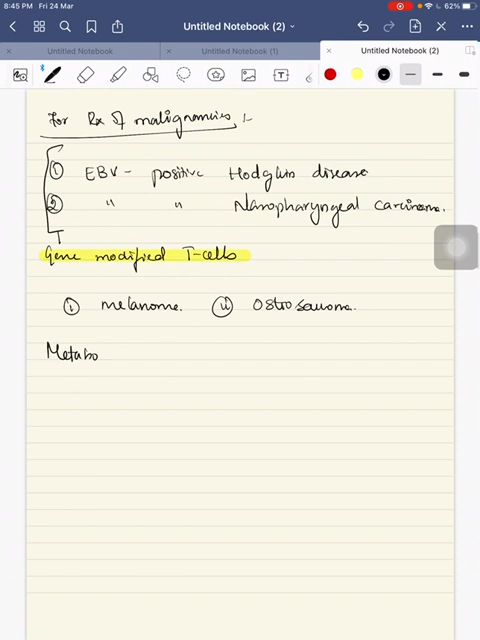 8:45 PM Fri 24 Mar 62%
Untitled Notebook (2)
Untitled Notebook Untitled Notebook (1) Untitled Notebook (2)
For Rx of malignancies :-
① EBV - positive Hodgkin disease
② " " Nasopharyngeal carcinoma.
Gene modified T-cells
ⓘ melanoma. ⓘⓘ Osteosarcoma.
Metabo